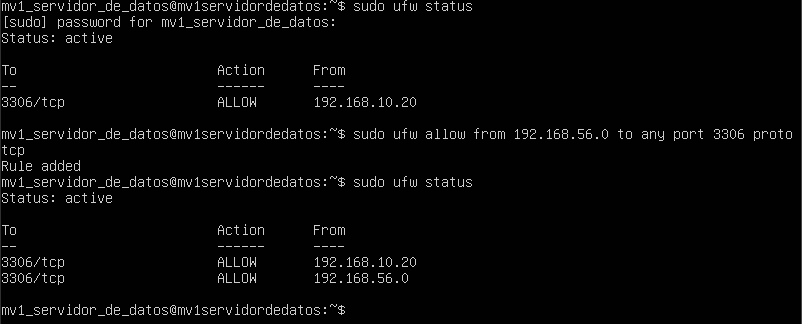 mv1_servidor_de_datos@mv1servidordedatos:~$ sudo ufw status
[sudo] password for mv1_servidor_de_datos:
Status: active
To Action From
-- ------ ----
3306/tcp ALLOW 192.168.10.20
mv1_servidor_de_datos@mv1servidordedatos:~$ sudo ufw allow from 192.168.56.0 to any port 3306 proto
tcp
Rule added
mv1_servidor_de_datos@mv1servidordedatos:~$ sudo ufw status
Status: active
To Action From
-- ------ ----
3306/tcp ALLOW 192.168.10.20
3306/tcp ALLOW 192.168.56.0
mv1_servidor_de_datos@mv1servidordedatos:~$